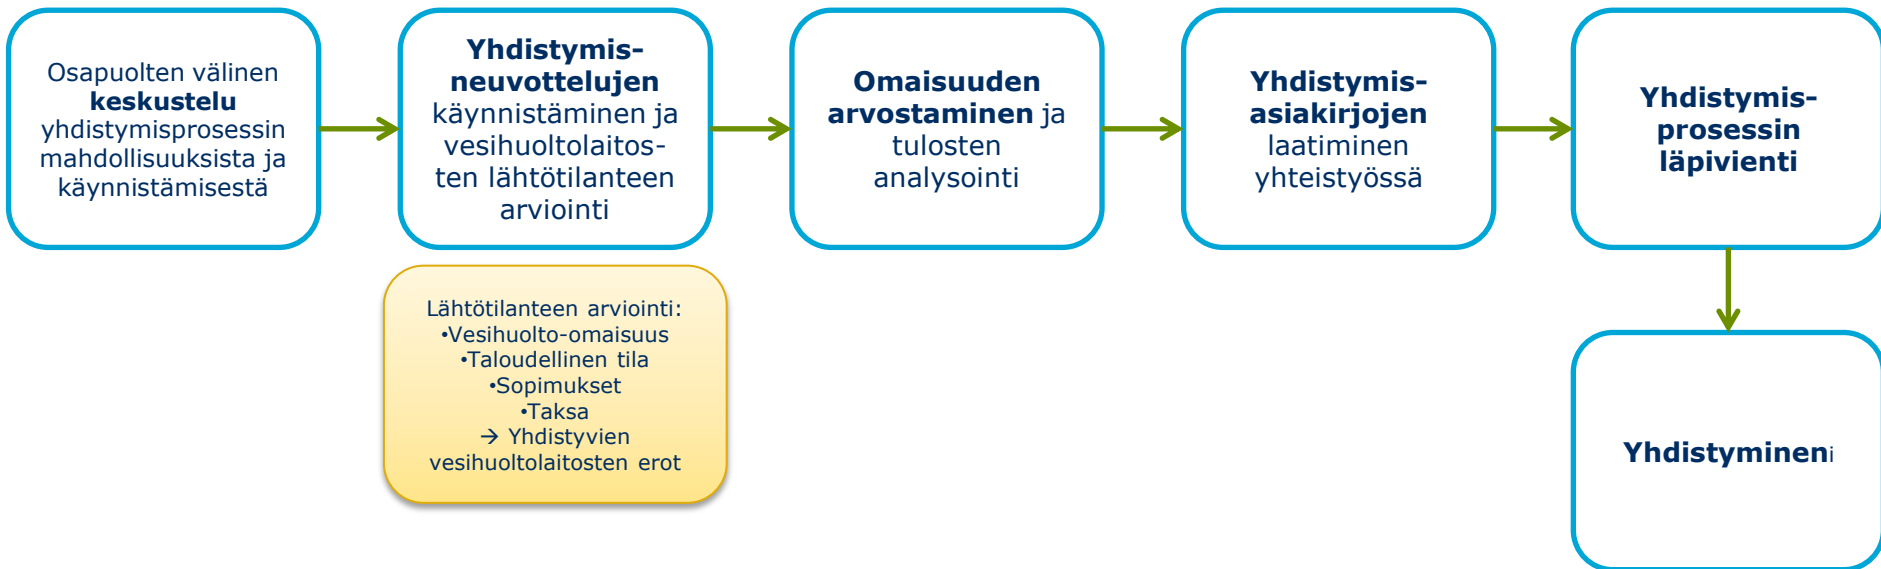 Osapuolten välinen
keskustelu
yhdistymisprosessin
mahdollisuuksista ja
käynnistämisestä
Yhdistymis-
neuvottelujen
käynnistäminen ja
vesihuoltolaitos-
ten lähtötilanteen
arviointi
Omaisuuden
arvostaminen ja
tulosten
analysointi
Yhdistymis-
asiakirjojen
laatiminen
yhteistyössä
Yhdistymis-
prosessin
läpivienti
Lähtötilanteen arviointi:
•Vesihuolto-omaisuus
•Taloudellinen tila
•Sopimukset
•Taksa
→ Yhdistyvien
vesihuoltolaitosten erot
Yhdistymineni